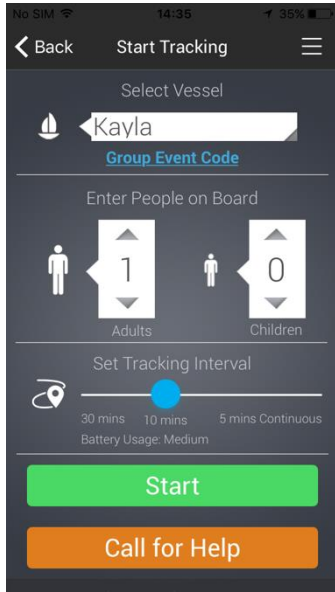 No SIM 14:35 35%
Back Start Tracking
Select Vessel
Kayla
Group Event Code
Enter People on Board
1 0
Adults Children
Set Tracking Interval
30 mins 10 mins 5 mins Continuous
Battery Usage: Medium
Start
Call for Help